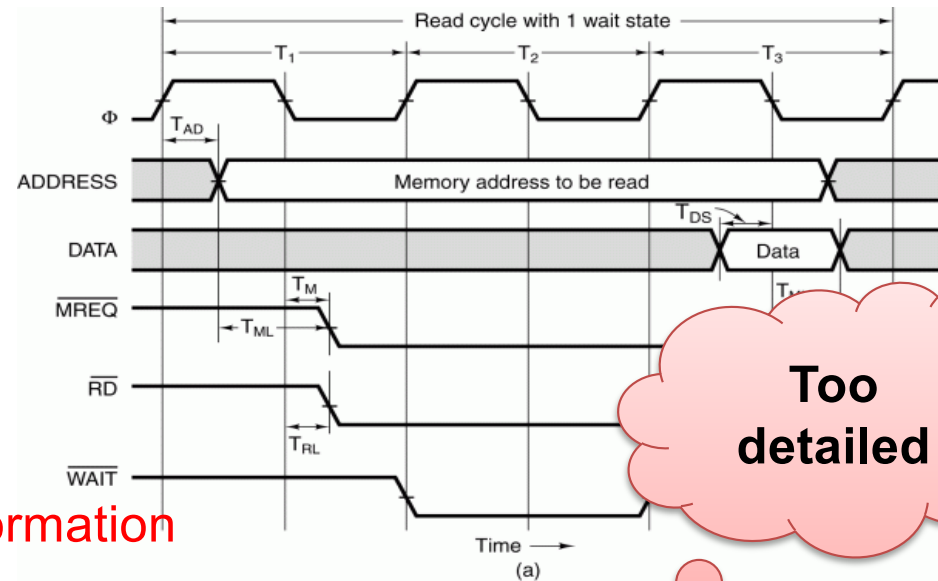 Read cycle with 1 wait state
T1 T2 T3
Φ
TAD
ADDRESS Memory address to be read
TDS
DATA Data
TM
MREQ
TML
RD
TRL
WAIT
Time
(a)
Too
detailed